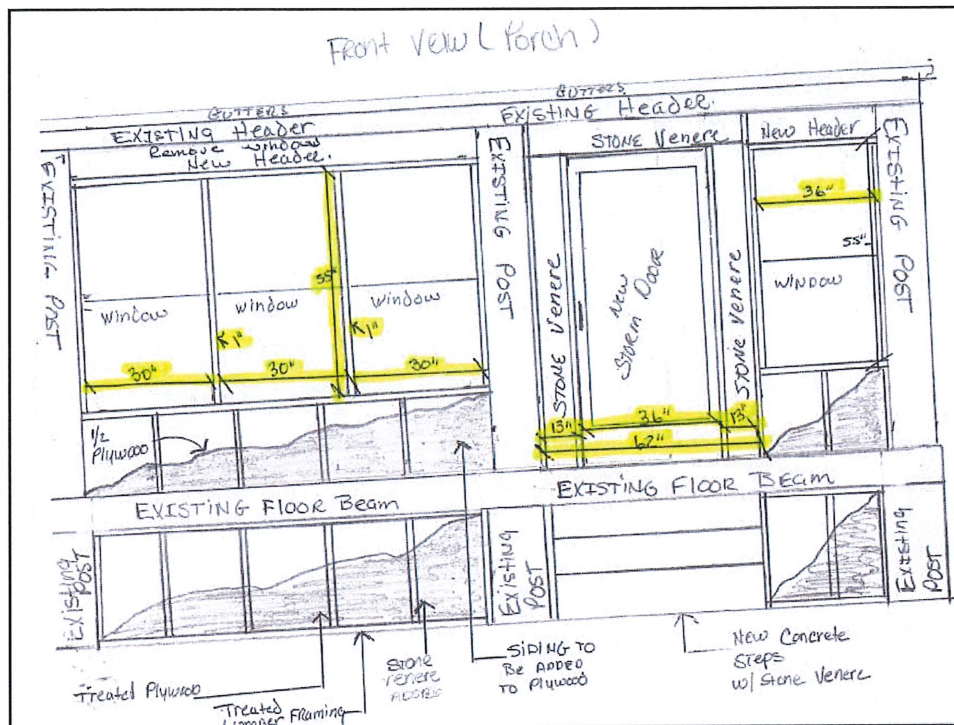 Front View (Porch)
GUTTERS
GUTTERS
EXISTING Header
EXISTING Header.
Remove window
New Header.
STONE Venere
New Header
EXISTING POST
EXISTING POST
EXISTING POST
36"
55"
55"
WINDOW
window
window
window
1"
1"
30"
30"
30"
STONE Venere
New
STORM DOOR
STONE Venere
13"
36"
13"
62"
1/2
PLYWOOD
EXISTING FLOOR Beam
EXISTING FLOOR BEAM
Existing
POST
Existing
POST
Existing
POST
Treated Plywood
Treated
Lumber Framing
STONE
venere
SIDING TO
Be ADDED
TO PLYWOOD
New Concrete
Steps
w/ Stone Venere